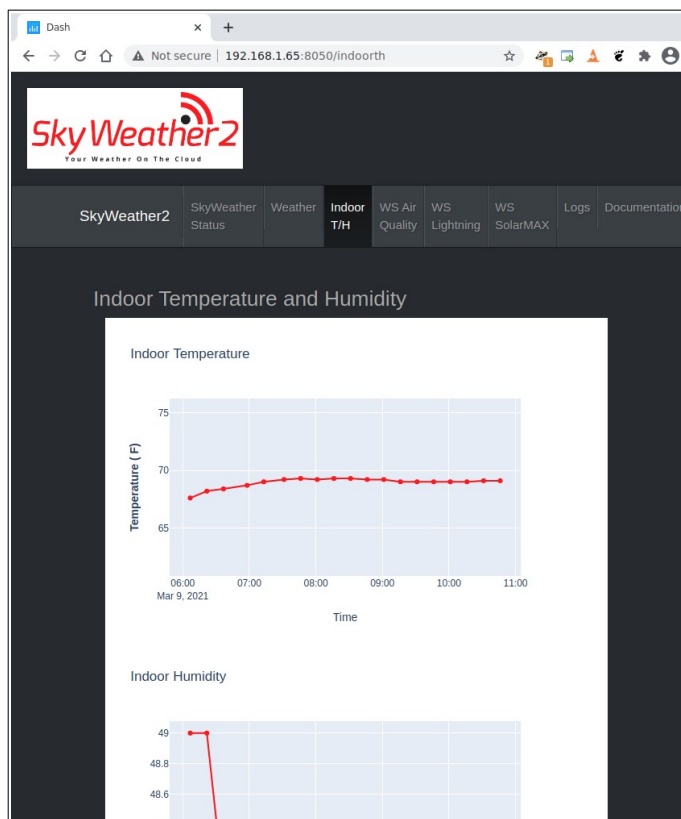 Dash
Not secure | 192.168.1.65:8050/indoorth
1
SkyWeather2
Your Weather On The Cloud
SkyWeather2
SkyWeather Status
Weather
Indoor T/H
WS Air Quality
WS Lightning
WS SolarMAX
Logs
Documentation
Indoor Temperature and Humidity
Indoor Temperature
75
70
65
Temperature ( F)
06:00 07:00 08:00 09:00 10:00 11:00
Mar 9, 2021
Time
Indoor Humidity
49
48.8
48.6